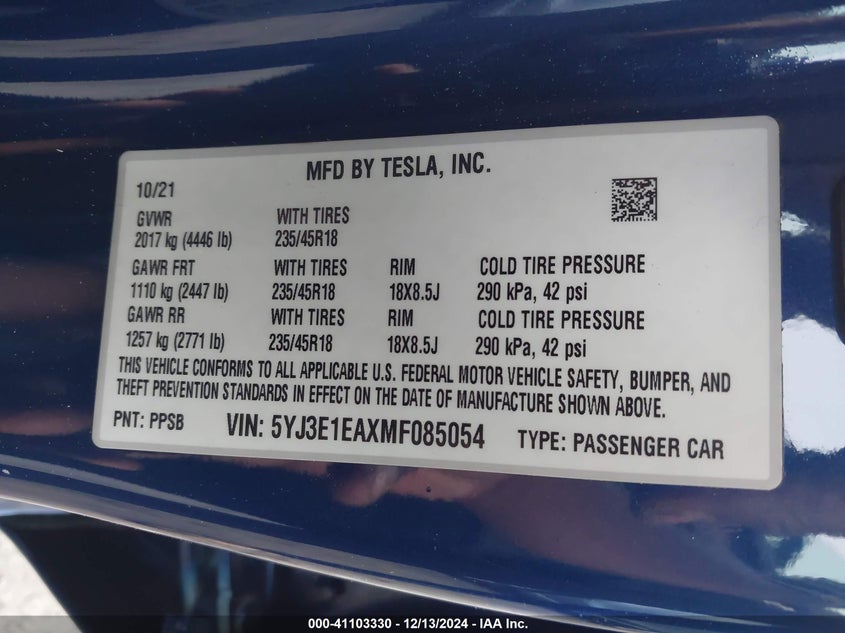 MFD BY TESLA, INC.
10/21
GVWR WITH TIRES
2017 kg (4446 lb) 235/45R18
GAWR FRT WITH TIRES RIM COLD TIRE PRESSURE
1110 kg (2447 lb) 235/45R18 18X8.5J 290 kPa, 42 psi
GAWR RR WITH TIRES RIM COLD TIRE PRESSURE
1257 kg (2771 lb) 235/45R18 18X8.5J 290 kPa, 42 psi
THIS VEHICLE CONFORMS TO ALL APPLICABLE U.S. FEDERAL MOTOR VEHICLE SAFETY, BUMPER, AND
THEFT PREVENTION STANDARDS IN EFFECT ON THE DATE OF MANUFACTURE SHOWN ABOVE.
PNT: PPSB VIN: 5YJ3E1EAXMF085054 TYPE: PASSENGER CAR
000-41103330 - 12/13/2024 - IAA Inc.